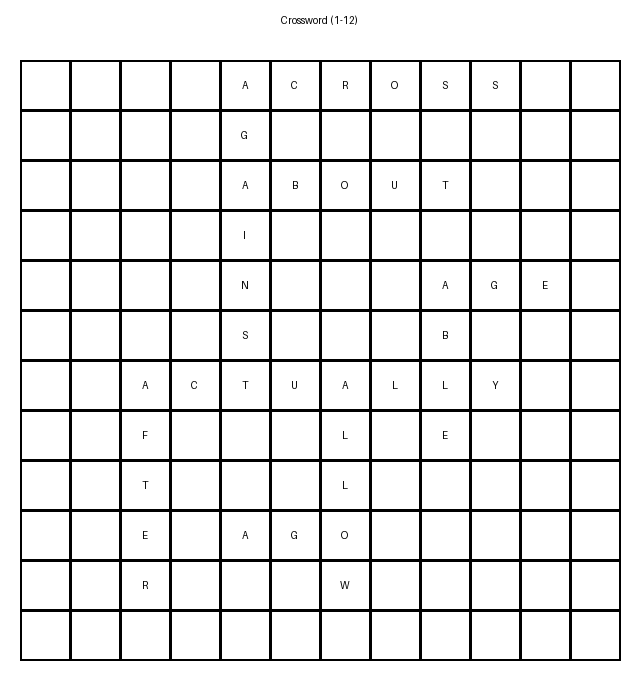 Crossword (1-12)
A C R O S S
G
A B O U T
I
N A G E
S B
A C T U A L L Y
F L E
T L
E A G O
R W